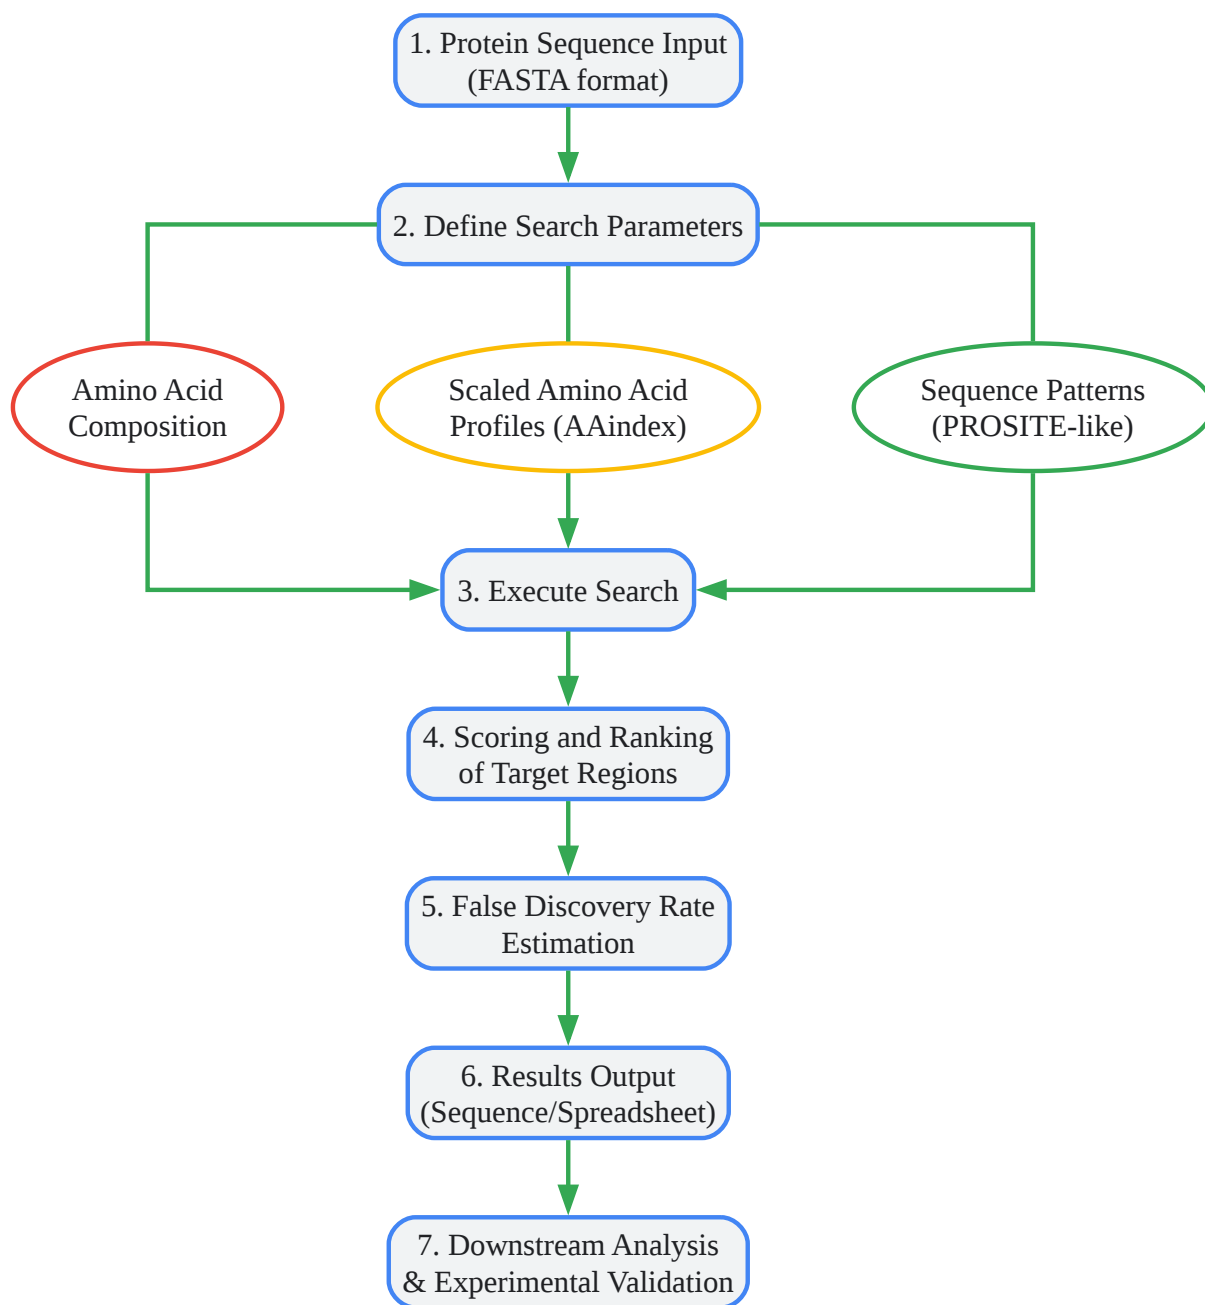 1. Protein Sequence Input
(FASTA format)
2. Define Search Parameters
Amino Acid
Composition
Scaled Amino Acid
Profiles (AAindex)
Sequence Patterns
(PROSITE-like)
3. Execute Search
4. Scoring and Ranking
of Target Regions
5. False Discovery Rate
Estimation
6. Results Output
(Sequence/Spreadsheet)
7. Downstream Analysis
& Experimental Validation